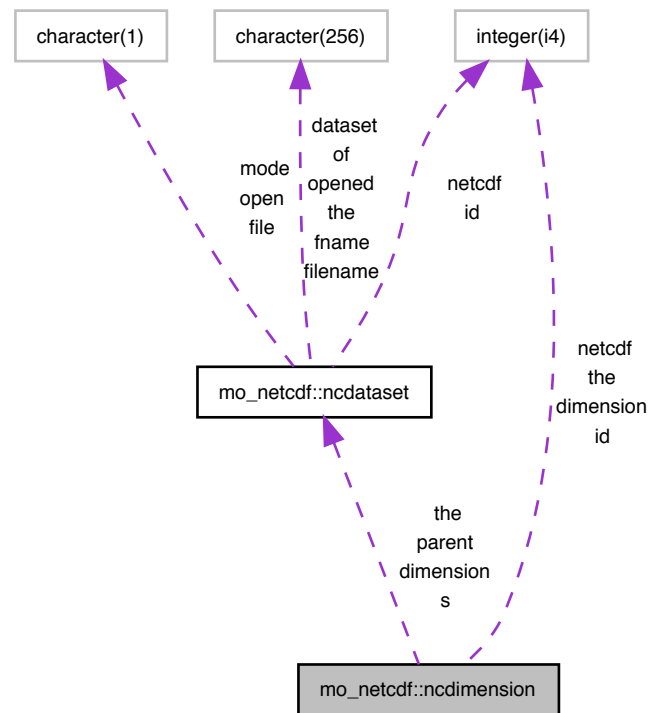 character(1)
character(256)
integer(i4)
mode
open
file
dataset
of
opened
the
fname
filename
netcdf
id
mo_netcdf::ncdataset
netcdf
the
dimension
id
the
parent
dimension
s
mo_netcdf::ncdimension